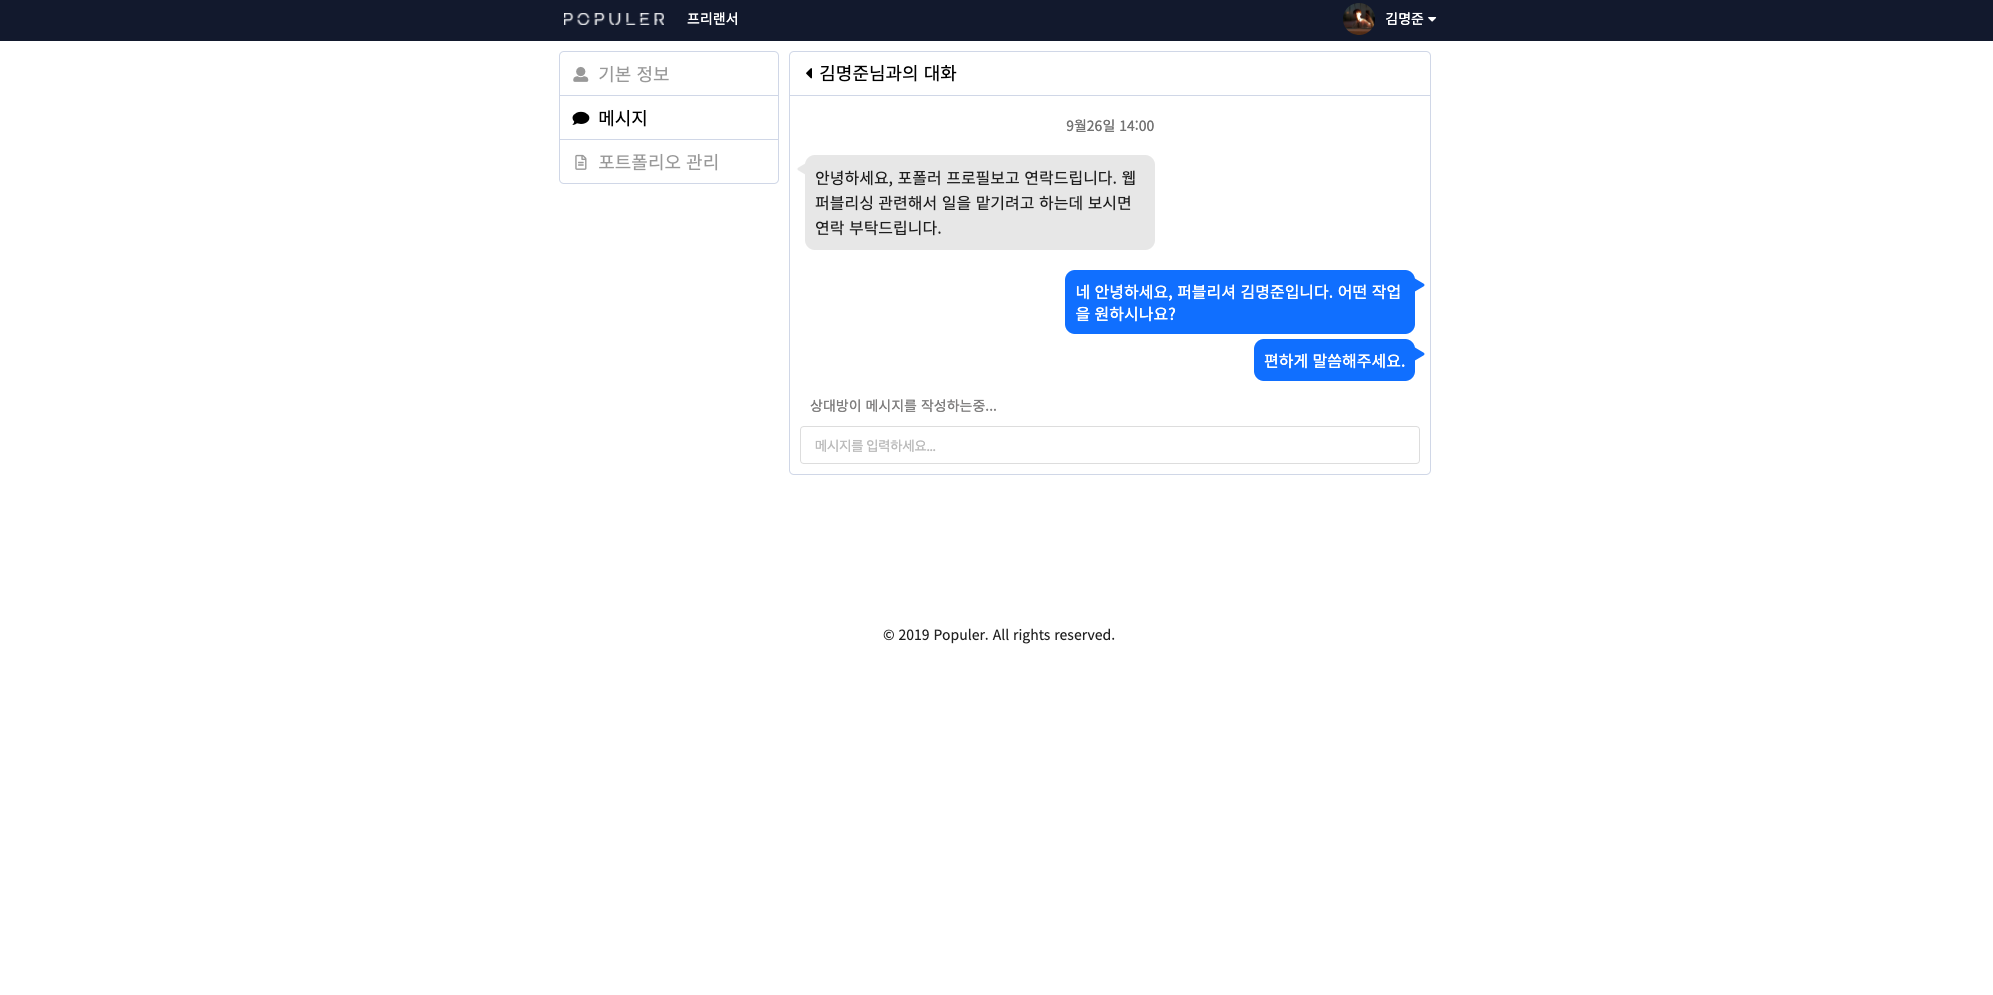 POPULER 프리랜서 김명준
기본 정보
메시지
포트폴리오 관리
김명준님과의 대화
9월26일 14:00
안녕하세요, 포폴러 프로필보고 연락드립니다. 웹
퍼블리싱 관련해서 일을 맡기려고 하는데 보시면
연락 부탁드립니다.
네 안녕하세요, 퍼블리셔 김명준입니다. 어떤 작업
을 원하시나요?
편하게 말씀해주세요.
상대방이 메시지를 작성하는중...
메시지를 입력하세요...
© 2019 Populer. All rights reserved.